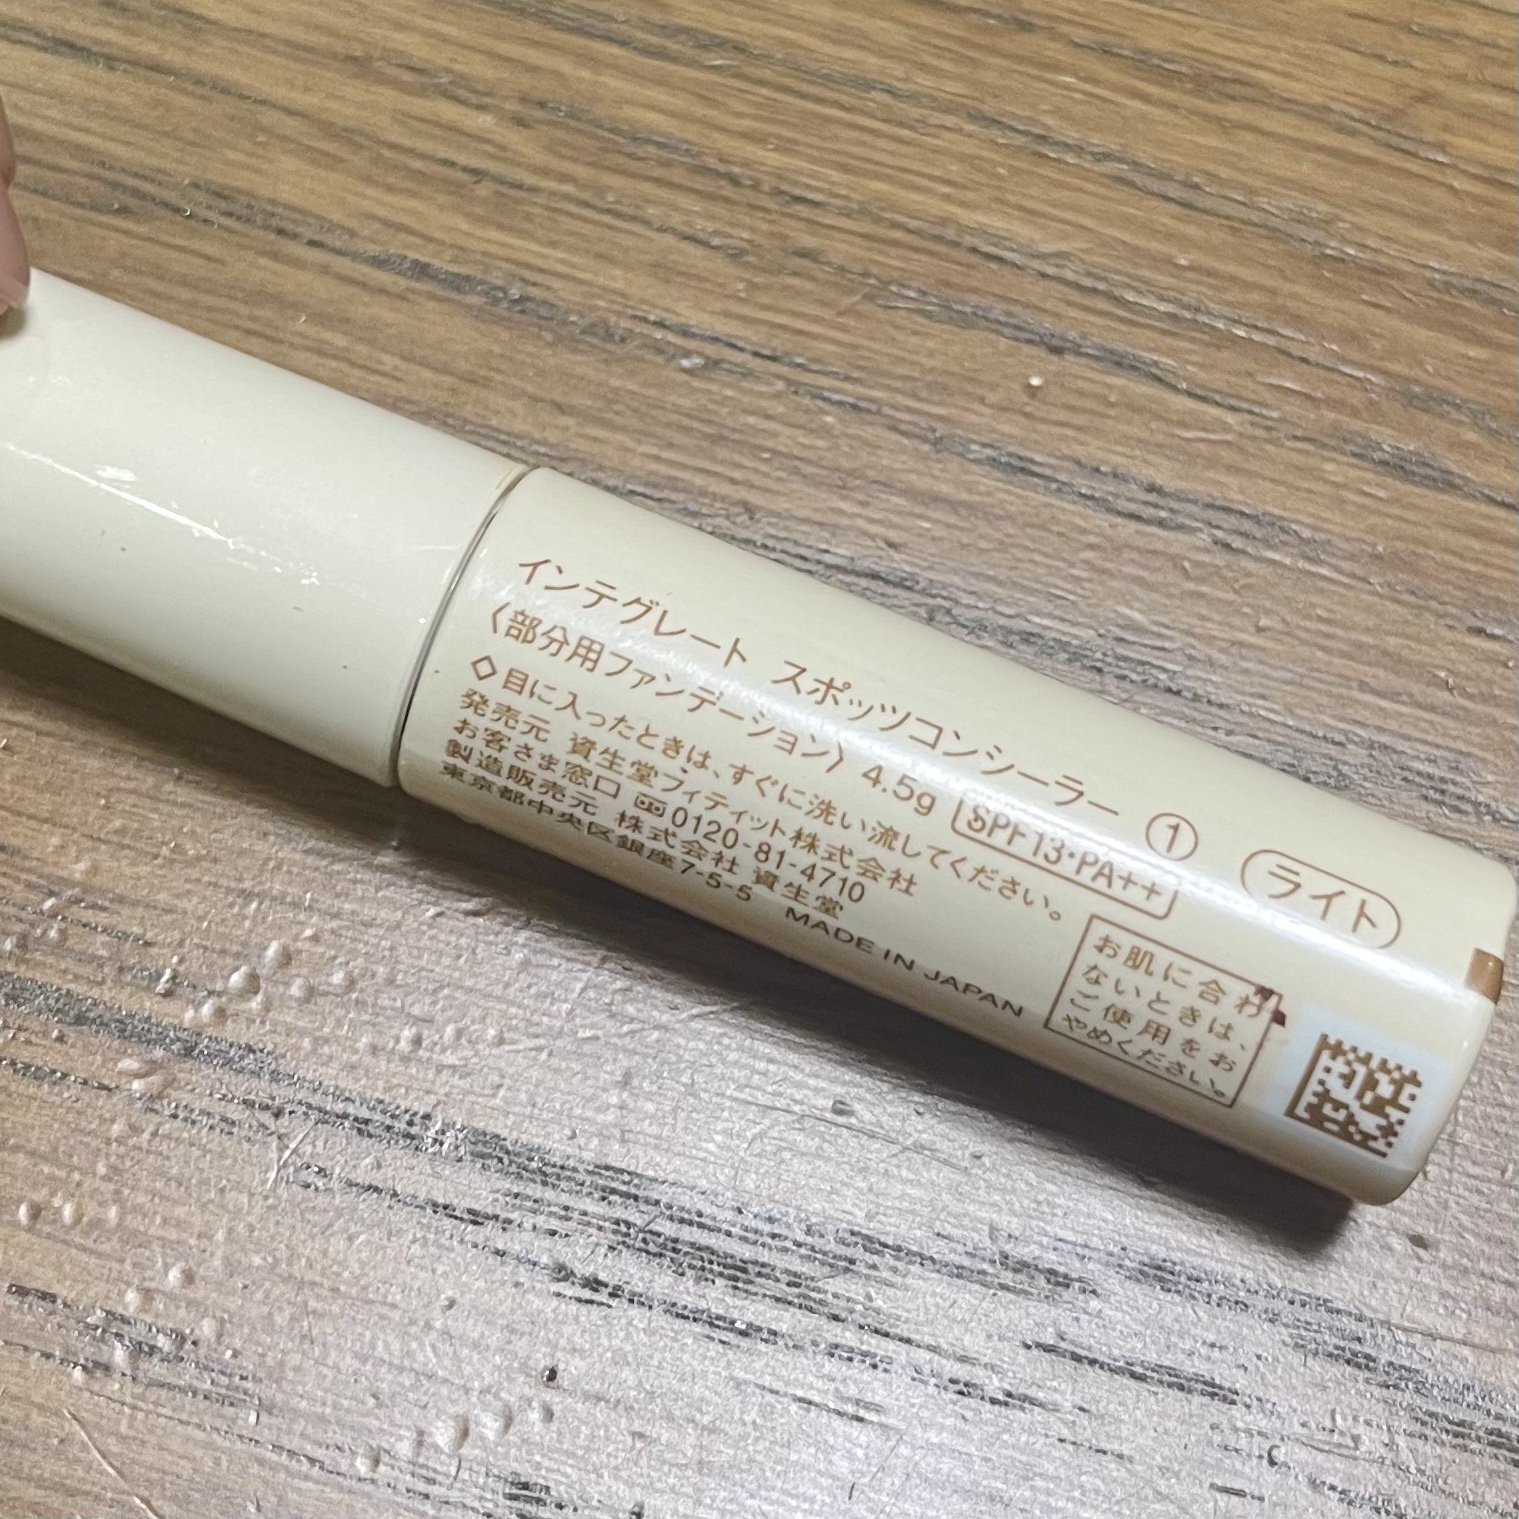 インテグレート スポッツコンシーラー ① ライト
〈部分用ファンデーション〉 4.5g SPF13・PA++
◇目に入ったときは、すぐに洗い流してください。
発売元 資生堂フィティット株式会社
お客さま窓口 0120-81-4710
製造販売元 株式会社 資生堂
東京都中央区銀座7-5-5 MADE IN JAPAN
お肌に合わ
ないときは、
ご使用をお
やめください。